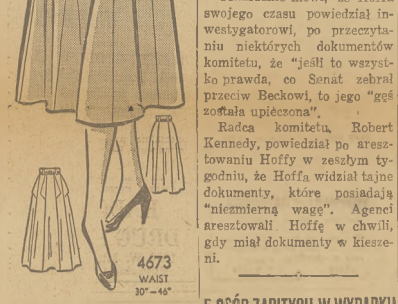 4673
WAIST
30"—46"
swojego czasu powiedział in-
westygatorowi, po przeczyta-
niu niektórych dokumentów
komitetu, że "jeśli to wszyst-
ko prawda, co Senat zebrał
przeciw Beckowi, to jego "gęś
została upieczona".
Radca komitetu, Robert
Kennedy, powiedział po aresz-
towaniu Hoffy w zeszłym ty-
godniu, że Hoffa widział tajne
dokumenty, które posiadają
"niezmierną wagę". Agenci
aresztowali Hoffę w chwili,
gdy miał dokumenty w kiesze-
ni.